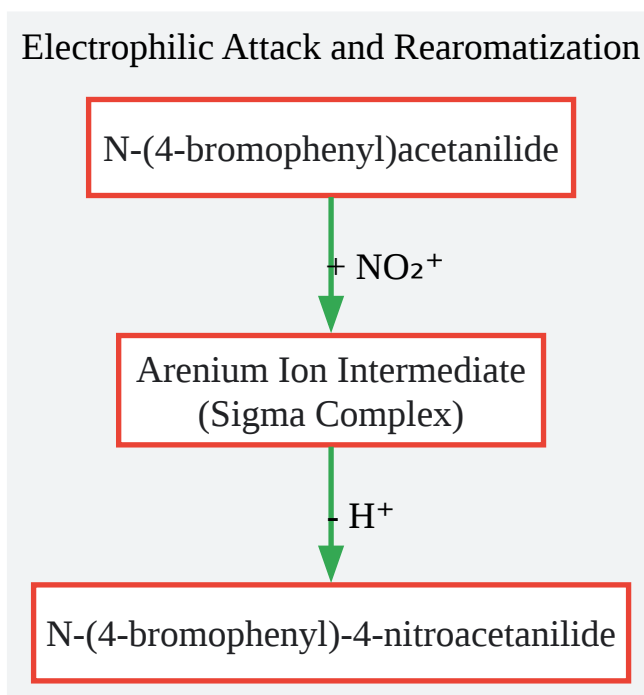 Electrophilic Attack and Rearomatization
N-(4-bromophenyl)acetanilide
+ NO₂⁺
Arenium Ion Intermediate
(Sigma Complex)
- H⁺
N-(4-bromophenyl)-4-nitroacetanilide